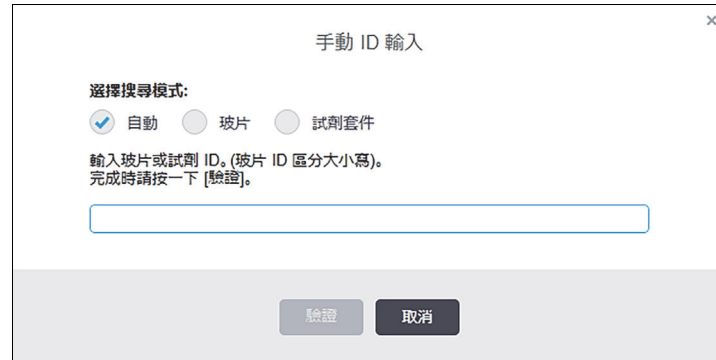 手動 ID 輸入
選擇搜尋模式:
自動 玻片 試劑套件
輸入玻片或試劑 ID。(玻片 ID 區分大小寫)。
完成時請按一下 [驗證]。
驗證 取消